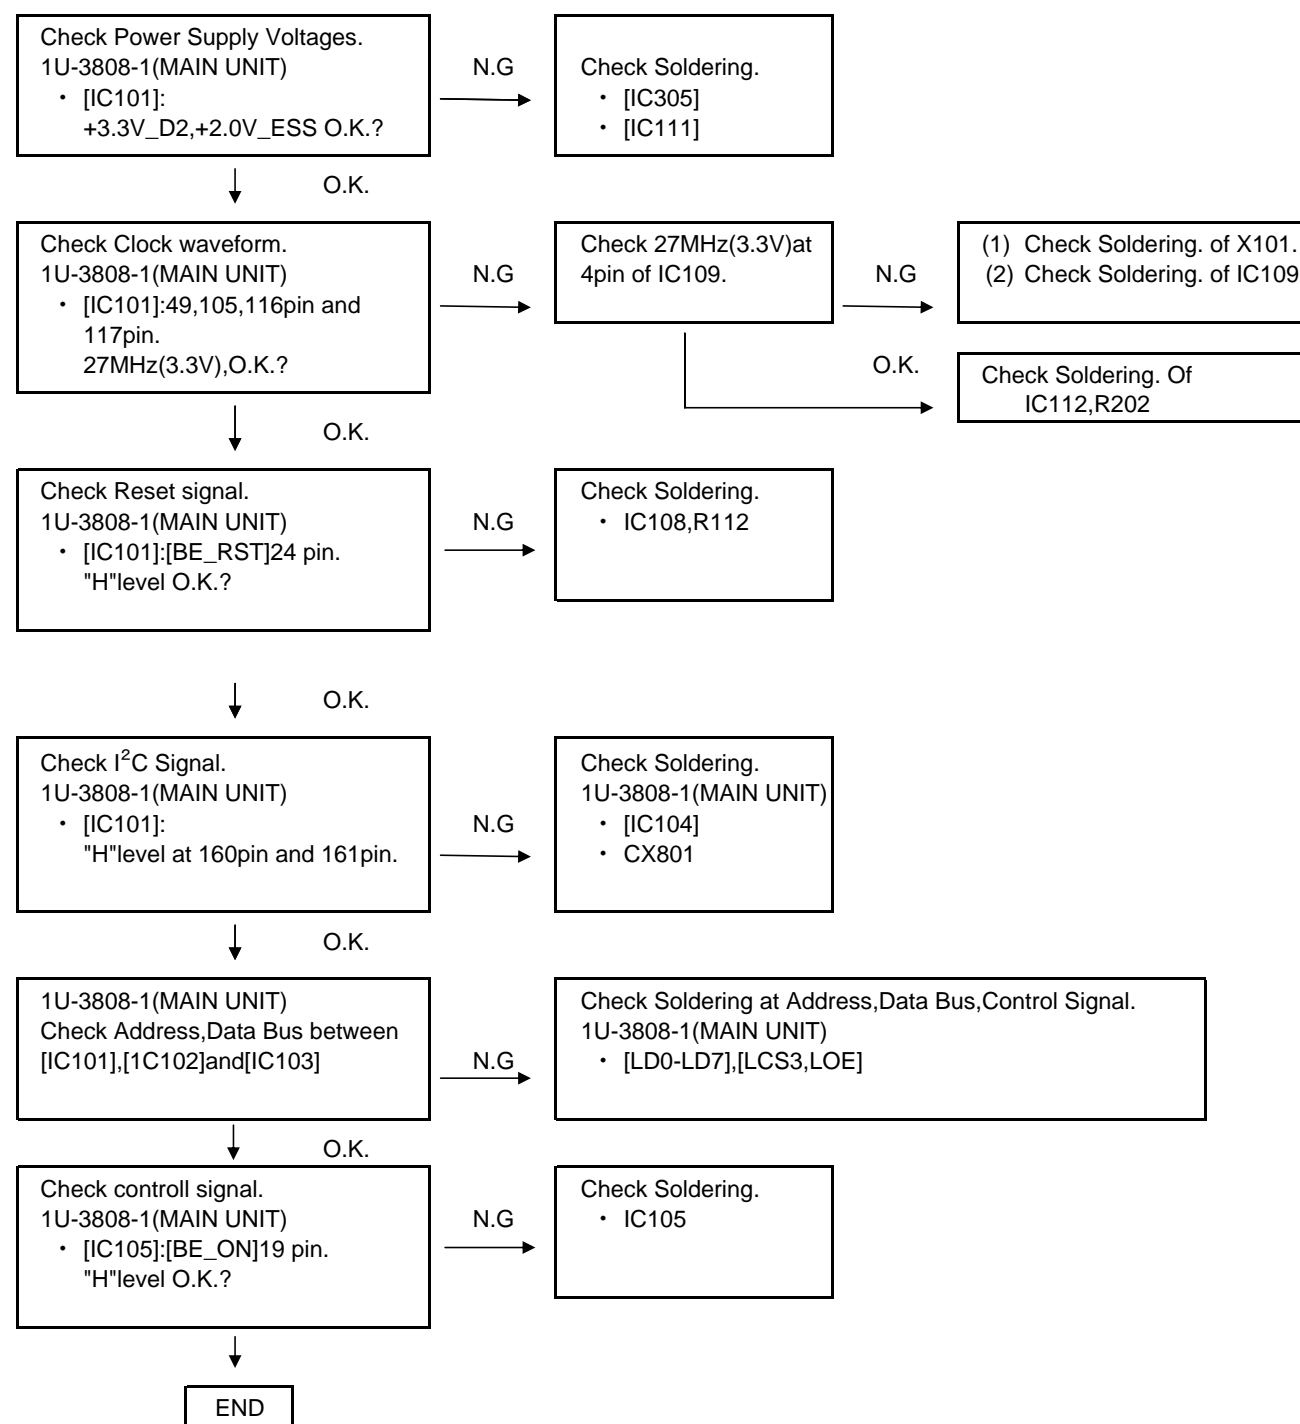 Check Power Supply Voltages.
1U-3808-1(MAIN UNIT)
・ [IC101]:
+3.3V_D2,+2.0V_ESS O.K.?
N.G
Check Soldering.
・ [IC305]
・ [IC111]
O.K.
Check Clock waveform.
1U-3808-1(MAIN UNIT)
・ [IC101]:49,105,116pin and
117pin.
27MHz(3.3V),O.K.?
N.G
Check 27MHz(3.3V)at
4pin of IC109.
N.G
(1) Check Soldering. of X101.
(2) Check Soldering. of IC109
O.K.
Check Soldering. Of
IC112,R202
O.K.
Check Reset signal.
1U-3808-1(MAIN UNIT)
・ [IC101]:[BE_RST]24 pin.
"H"level O.K.?
N.G
Check Soldering.
・ IC108,R112
O.K.
Check I²C Signal.
1U-3808-1(MAIN UNIT)
・ [IC101]:
"H"level at 160pin and 161pin.
N.G
Check Soldering.
1U-3808-1(MAIN UNIT)
・ [IC104]
・ CX801
O.K.
1U-3808-1(MAIN UNIT)
Check Address,Data Bus between
[IC101],[1C102]and[IC103]
N.G
Check Soldering at Address,Data Bus,Control Signal.
1U-3808-1(MAIN UNIT)
・ [LD0-LD7],[LCS3,LOE]
O.K.
Check controll signal.
1U-3808-1(MAIN UNIT)
・ [IC105]:[BE_ON]19 pin.
"H"level O.K.?
N.G
Check Soldering.
・ IC105
END